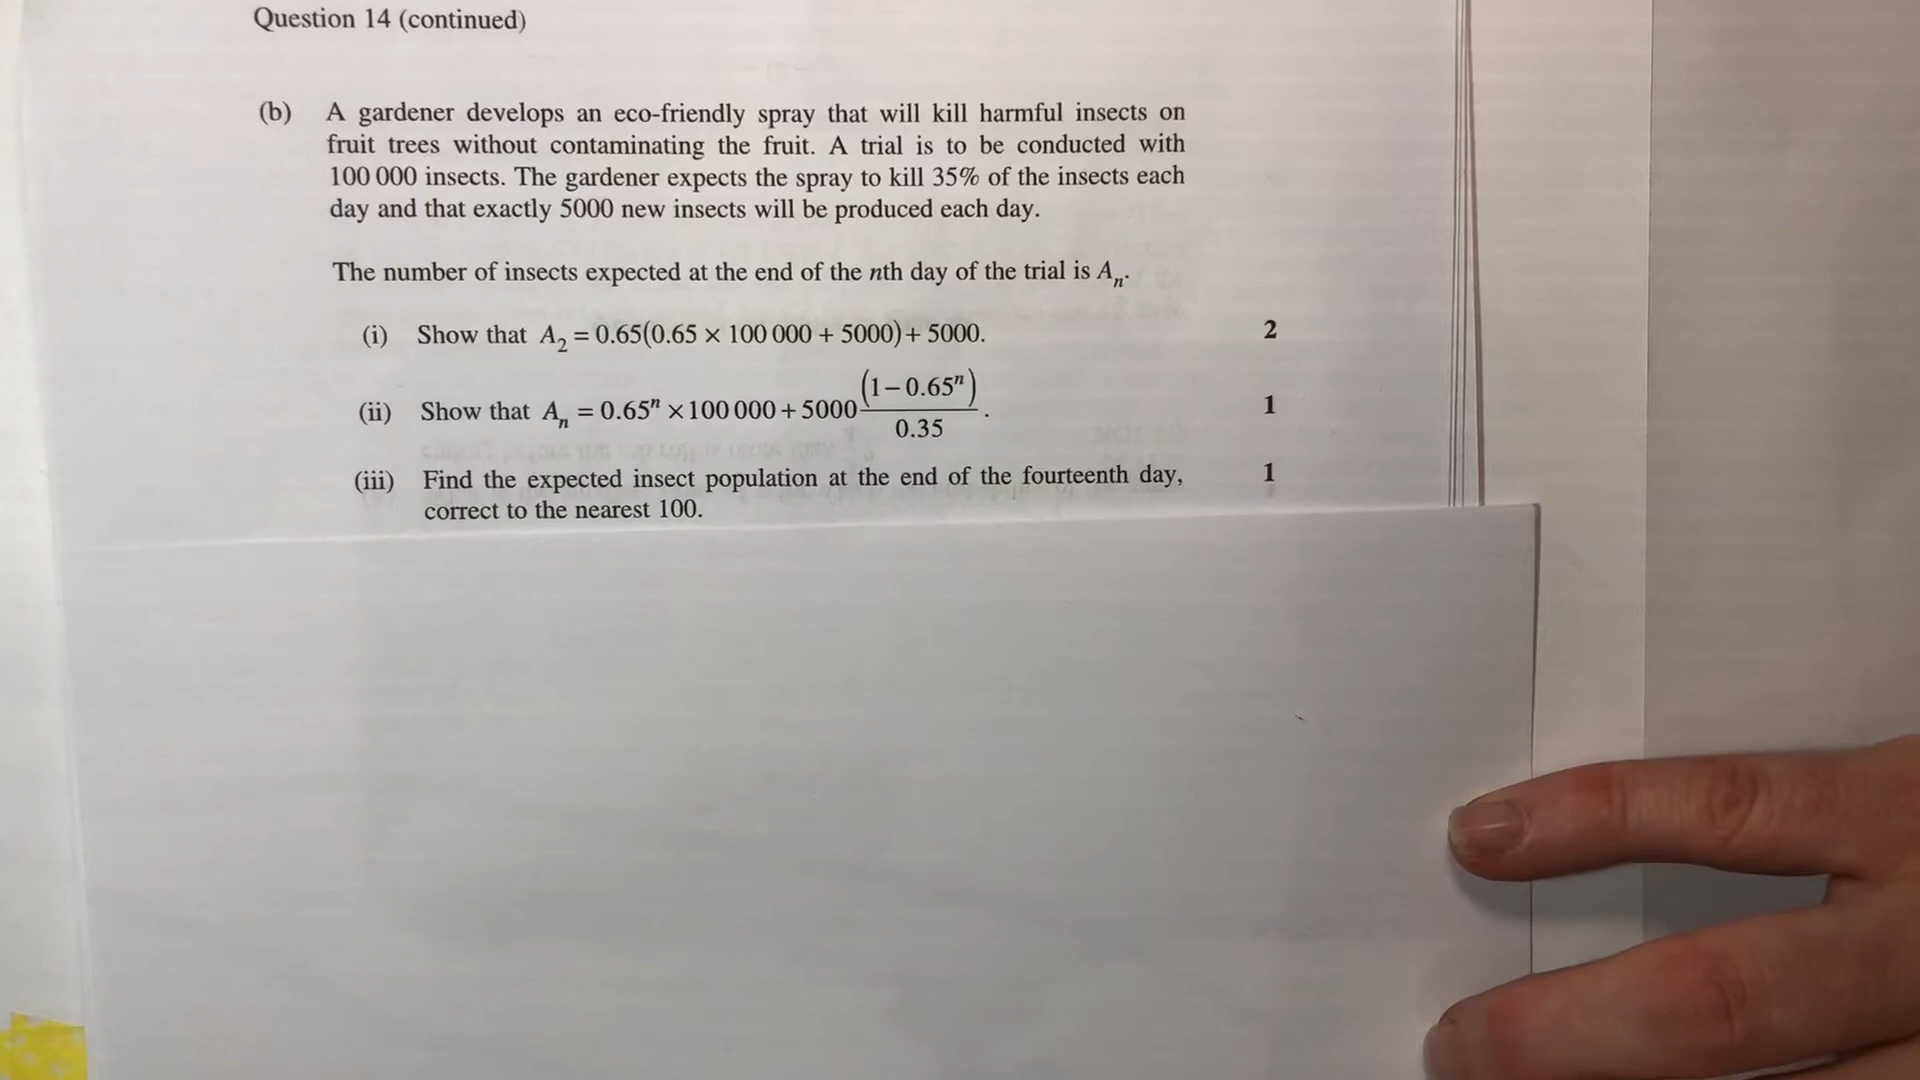 Question 14 (continued)
(b) A gardener develops an eco-friendly spray that will kill harmful insects on
fruit trees without contaminating the fruit. A trial is to be conducted with
100 000 insects. The gardener expects the spray to kill 35% of the insects each
day and that exactly 5000 new insects will be produced each day.
The number of insects expected at the end of the nth day of the trial is Aₙ.
(i) Show that A₂ = 0.65(0.65 × 100 000 + 5000) + 5000. 2
(ii) Show that Aₙ = 0.65ⁿ × 100 000 + 5000 (1 − 0.65ⁿ)/0.35 . 1
(iii) Find the expected insect population at the end of the fourteenth day, 1
correct to the nearest 100.